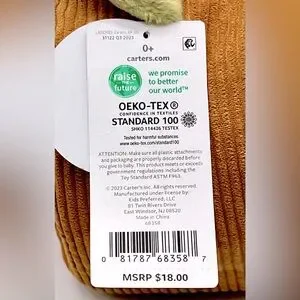 0+
carters.com
raise
the
future
we promise
to better
our world™
OEKO-TEX®
CONFIDENCE IN TEXTILES
STANDARD 100
SHKO 114426 TESTEX
Tested for harmful substances.
www.oeko-tex.com/standard100
ATTENTION: Make sure all plastic attachments
and packaging are properly discarded before
you give to baby. This product meets or exceeds
government regulations including the
Toy Standard ASTM F963.
© 2023 Carter's Inc. All rights reserved.
Manufactured under license by:
Kids Preferred, LLC
91 Twin Rivers Drive
East Windsor, NJ 08520
Made in China
68358
0 81787 68358 7
MSRP $18.00